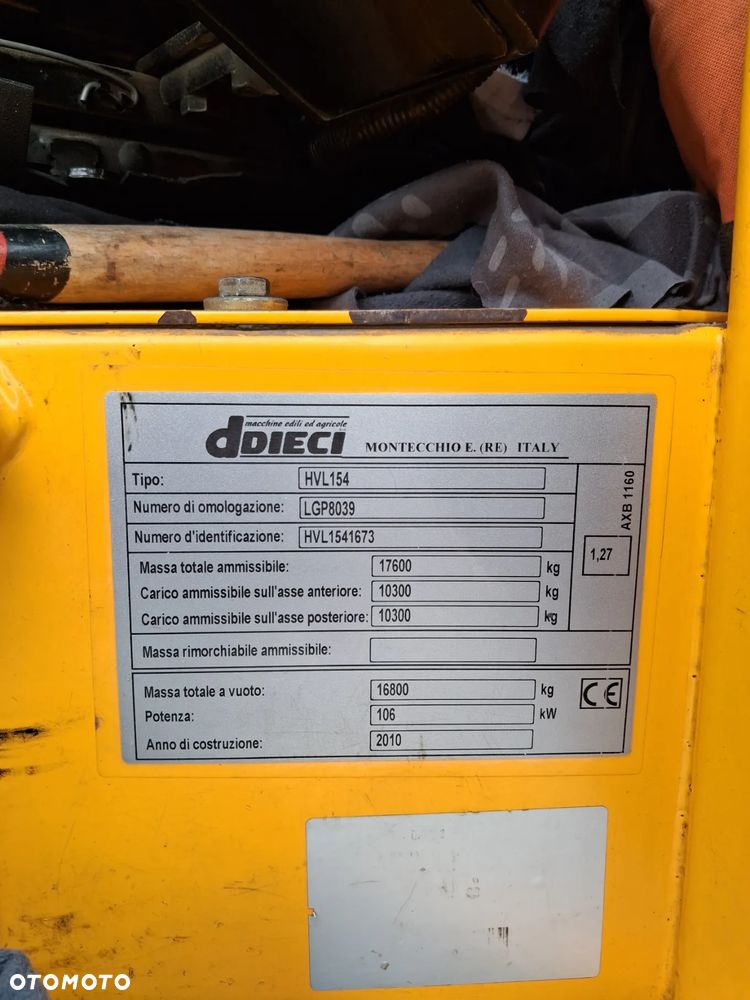 macchine edili ed agricole
dDIECI MONTECCHIO E. (RE) ITALY
Tipo: HVL154
Numero di omologazione: LGP8039
Numero d'identificazione: HVL1541673
AXB 1160
1,27
Massa totale ammissibile: 17600 kg
Carico ammissibile sull'asse anteriore: 10300 kg
Carico ammissibile sull'asse posteriore: 10300 kg
Massa rimorchiabile ammissibile:
Massa totale a vuoto: 16800 kg
CE
Potenza: 106 kW
Anno di costruzione: 2010
OTOMOTO